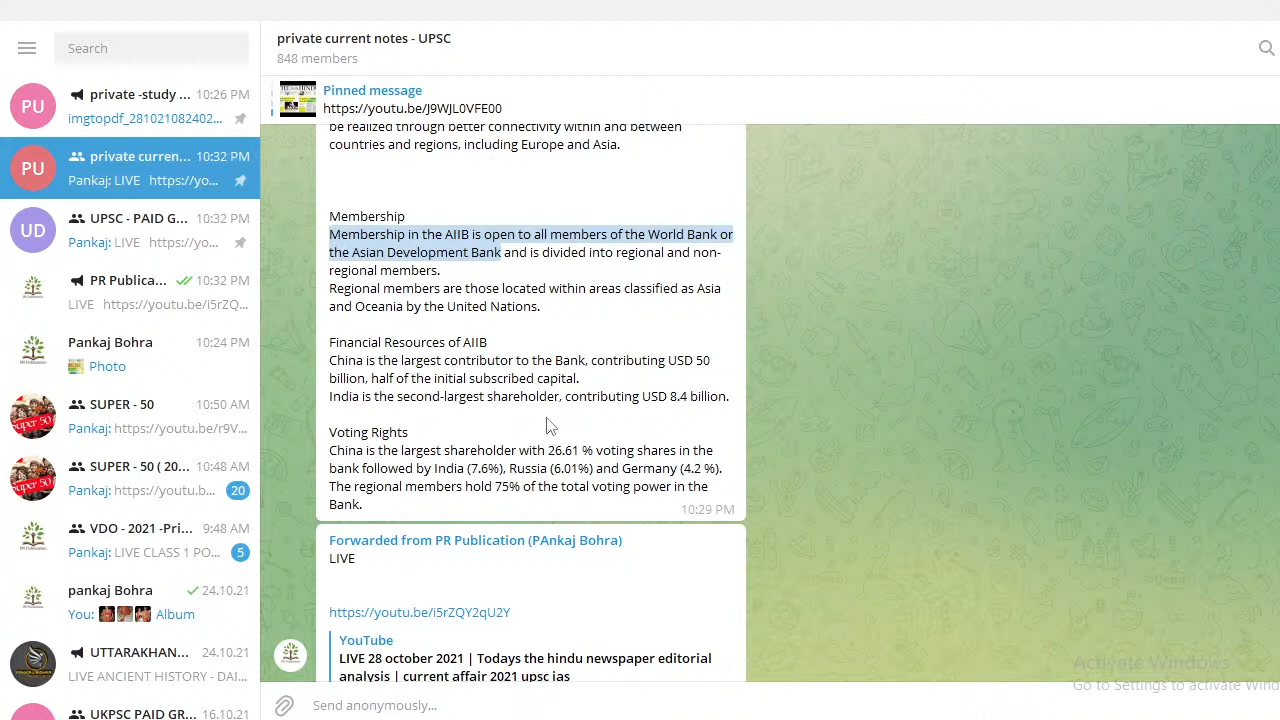 Search
private current notes - UPSC
848 members
Pinned message
https://youtu.be/J9WJL0VFE00
PU
private -study ...
10:26 PM
imgtopdf_281021082402...
PU
private curren...
10:32 PM
Pankaj: LIVE https://yo...
UD
UPSC - PAID G...
10:32 PM
Pankaj: LIVE https://yo...
PR Publica...
10:32 PM
LIVE https://youtu.be/i5rZQ...
Pankaj Bohra
10:24 PM
Photo
SUPER - 50
10:50 AM
Pankaj: https://youtu.be/r9V...
SUPER - 50 ( 20...
10:48 AM
Pankaj: https://youtu.b...
20
VDO - 2021 -Pri...
9:48 AM
Pankaj: LIVE CLASS 1 PO...
5
pankaj Bohra
24.10.21
You: Album
UTTARAKHAN...
24.10.21
LIVE ANCIENT HISTORY - DAI...
UKPSC PAID GR...
16.10.21
be realized through better connectivity within and between
countries and regions, including Europe and Asia.
Membership
Membership in the AIIB is open to all members of the World Bank or
the Asian Development Bank and is divided into regional and non-
regional members.
Regional members are those located within areas classified as Asia
and Oceania by the United Nations.
Financial Resources of AIIB
China is the largest contributor to the Bank, contributing USD 50
billion, half of the initial subscribed capital.
India is the second-largest shareholder, contributing USD 8.4 billion.
Voting Rights
China is the largest shareholder with 26.61 % voting shares in the
bank followed by India (7.6%), Russia (6.01%) and Germany (4.2 %).
The regional members hold 75% of the total voting power in the
Bank.
10:29 PM
Forwarded from PR Publication (PAnkaj Bohra)
LIVE
https://youtu.be/i5rZQY2qU2Y
YouTube
LIVE 28 october 2021 | Todays the hindu newspaper editorial
analysis | current affair 2021 upsc ias
Send anonymously...
Activate Windows
Go to Settings to activate Wind